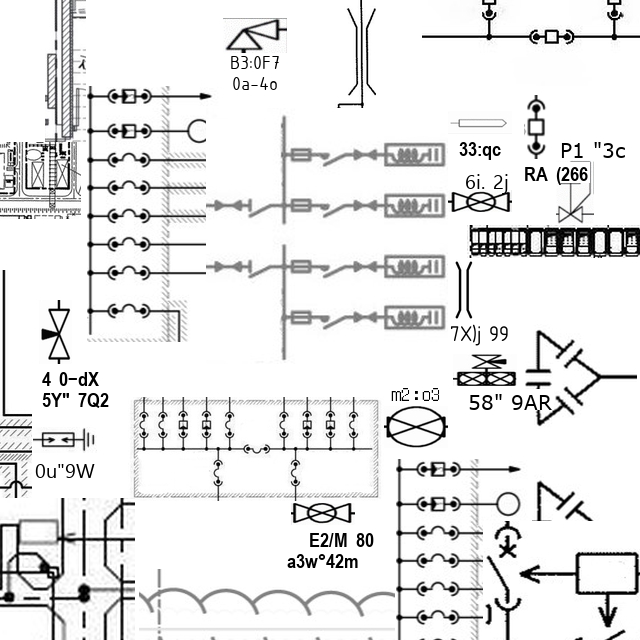 B3:0F7
0a-4o
33:qc
P1 "3c
RA (266
6i. 2j
7X)j 99
4 0-dX
5Y" 7Q2
m2:o3
58" 9AR
0u"9W
E2/M 80
a3w°42m